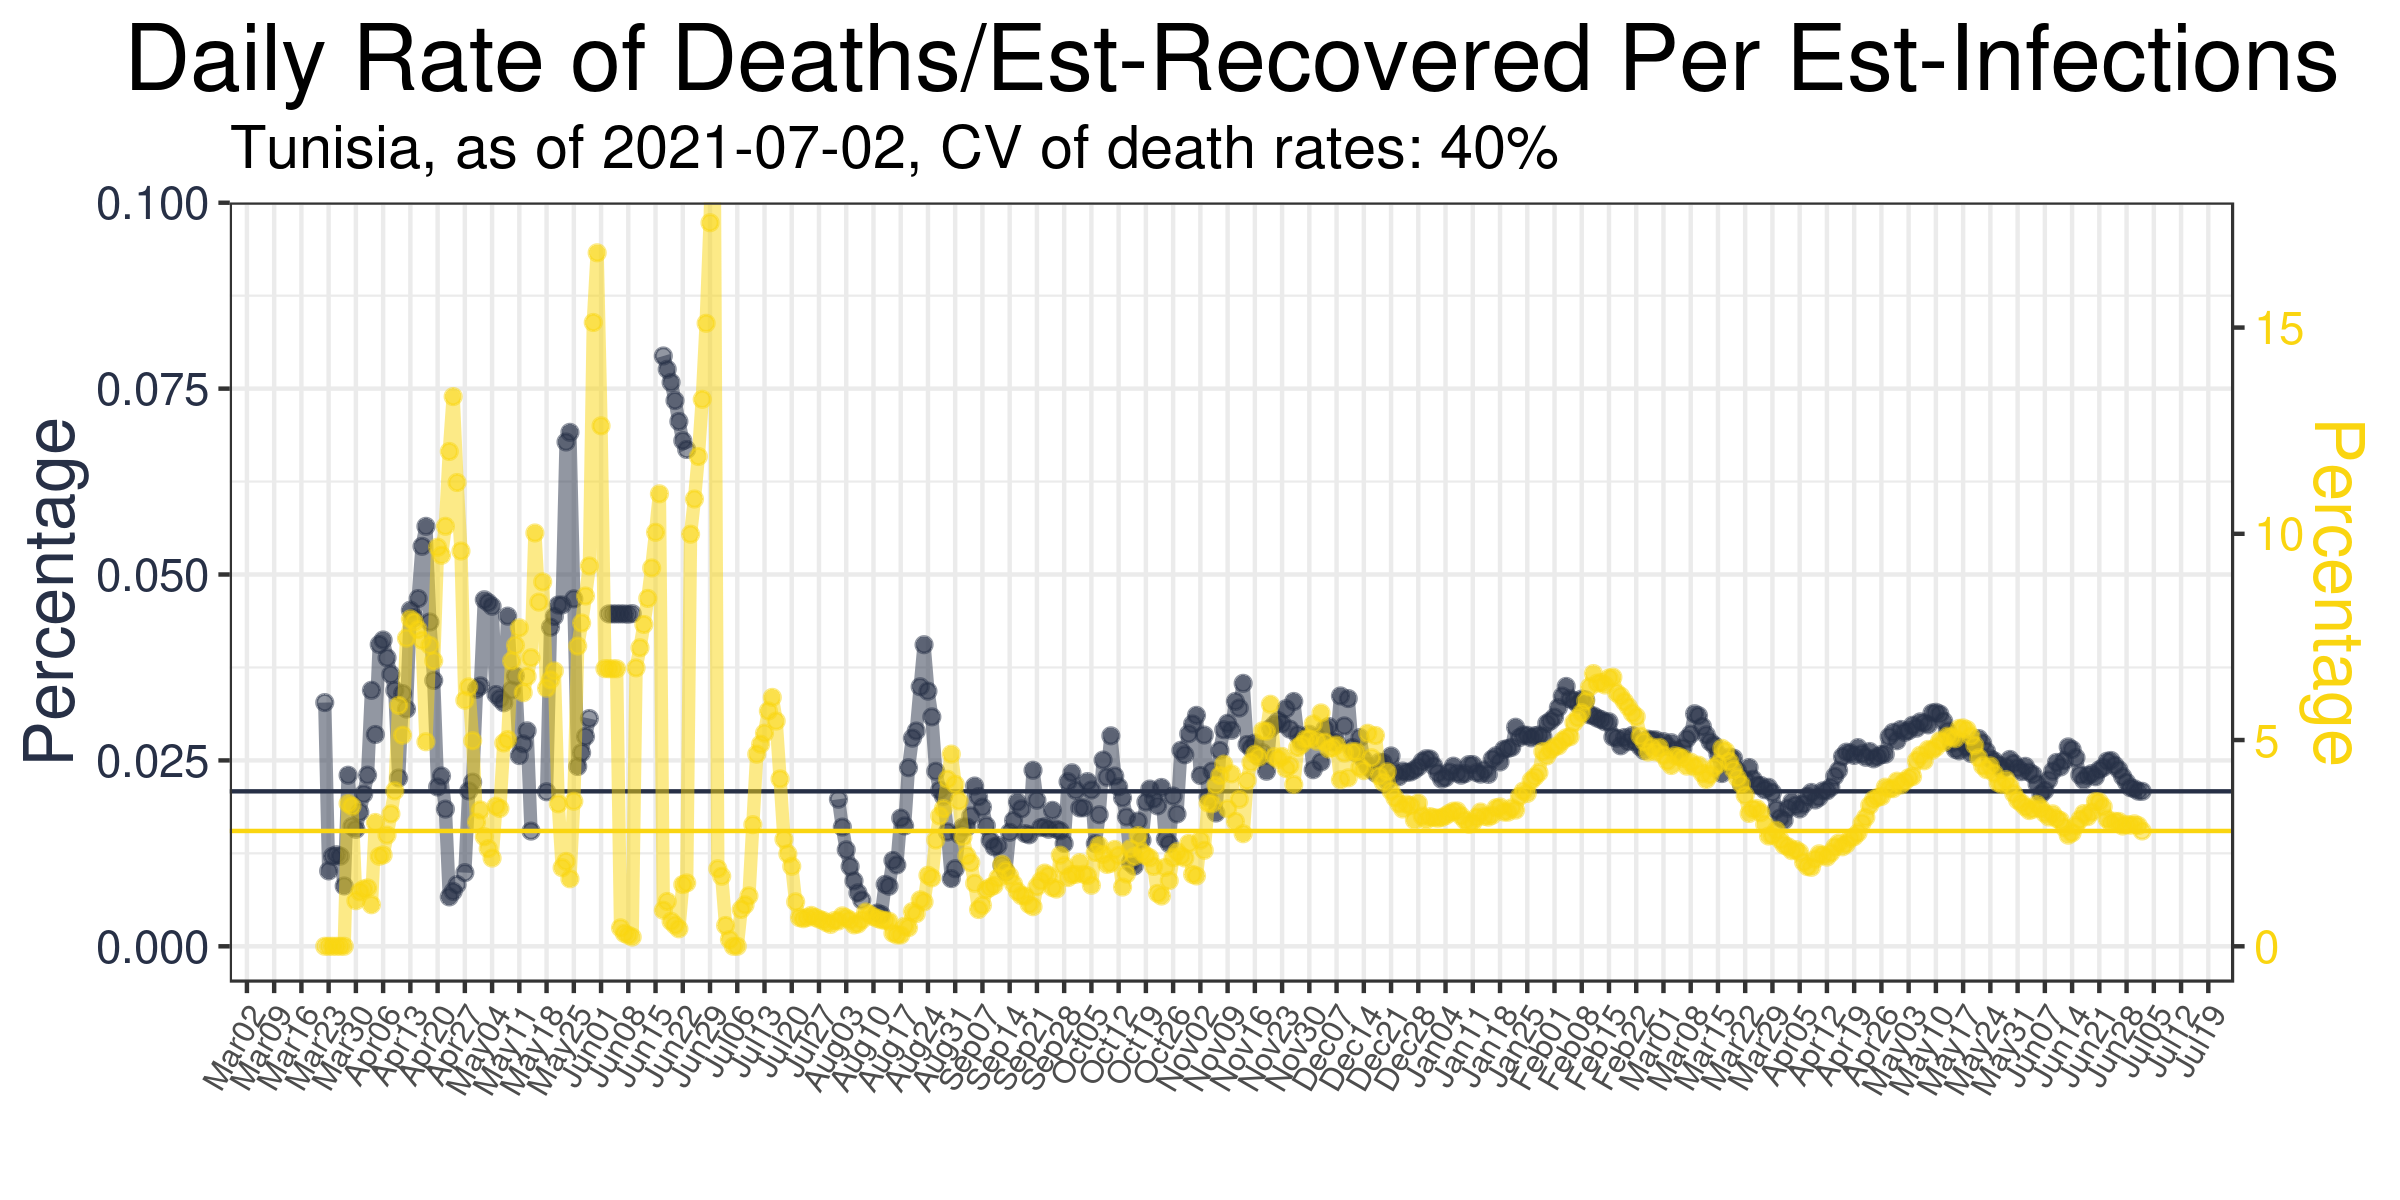 Daily Rate of Deaths/Est-Recovered Per Est-Infections
Tunisia, as of 2021-07-02, CV of death rates: 40%
Percentage
0.100
0.075
0.050
0.025
0.000
15
10
5
0
Percentage
Mar02
Mar09
Mar16
Mar23
Mar30
Apr06
Apr13
Apr20
Apr27
May04
May11
May18
May25
Jun01
Jun08
Jun15
Jun22
Jun29
Jul06
Jul13
Jul20
Jul27
Aug03
Aug10
Aug17
Aug24
Aug31
Sep07
Sep14
Sep21
Sep28
Oct05
Oct12
Oct19
Oct26
Nov02
Nov09
Nov16
Nov23
Nov30
Dec07
Dec14
Dec21
Dec28
Jan04
Jan11
Jan18
Jan25
Feb01
Feb08
Feb15
Feb22
Mar01
Mar08
Mar15
Mar22
Mar29
Apr05
Apr12
Apr19
Apr26
May03
May10
May17
May24
May31
Jun07
Jun14
Jun21
Jun28
Jul05
Jul12
Jul19